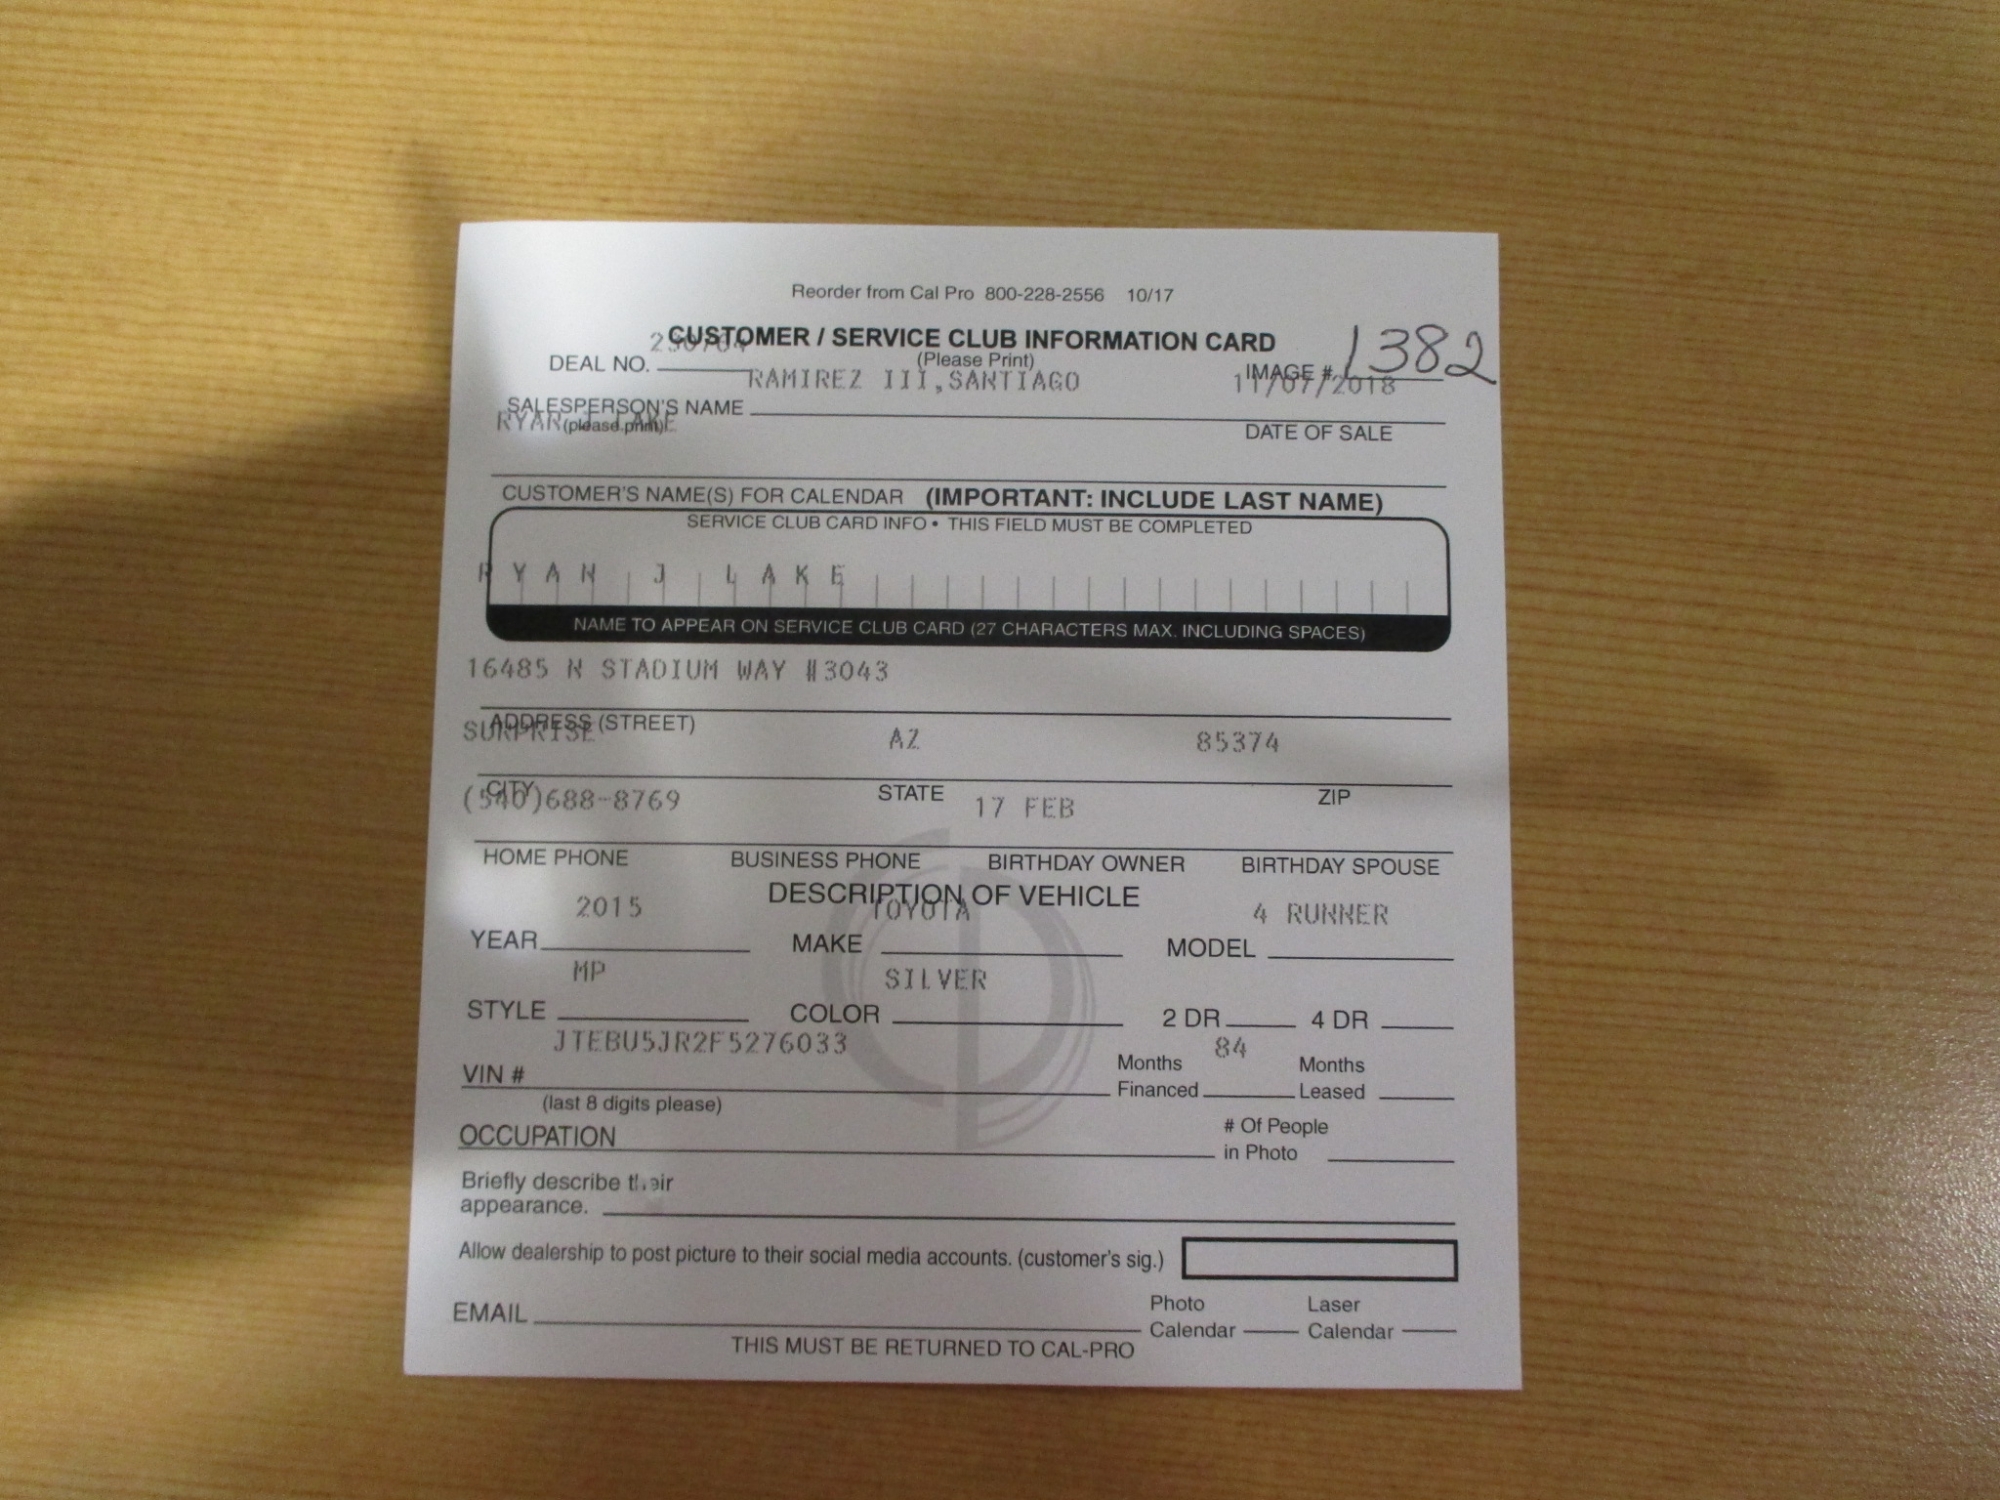 Reorder from Cal Pro 800-228-2556 10/17
CUSTOMER / SERVICE CLUB INFORMATION CARD
(Please Print)
DEAL NO.
IMAGE # 1382
RAMIREZ III,SANTIAGO 11/07/2018
SALESPERSON'S NAME
(please print)
RYAN J LAKE
DATE OF SALE
CUSTOMER'S NAME(S) FOR CALENDAR (IMPORTANT: INCLUDE LAST NAME)
SERVICE CLUB CARD INFO • THIS FIELD MUST BE COMPLETED
RYAN J LAKE
NAME TO APPEAR ON SERVICE CLUB CARD (27 CHARACTERS MAX. INCLUDING SPACES)
16485 N STADIUM WAY #3043
ADDRESS (STREET)
SURPRISE AZ 85374
CITY STATE ZIP
(540)688-8769 17 FEB
HOME PHONE BUSINESS PHONE BIRTHDAY OWNER BIRTHDAY SPOUSE
DESCRIPTION OF VEHICLE
2015 TOYOTA 4 RUNNER
YEAR MAKE MODEL
MP SILVER
STYLE COLOR 2 DR 4 DR
JTEBU5JR2F5276033 84
VIN # Months Financed Months Leased
(last 8 digits please)
OCCUPATION # Of People in Photo
Briefly describe their
appearance.
Allow dealership to post picture to their social media accounts. (customer's sig.)
EMAIL Photo Calendar Laser Calendar
THIS MUST BE RETURNED TO CAL-PRO